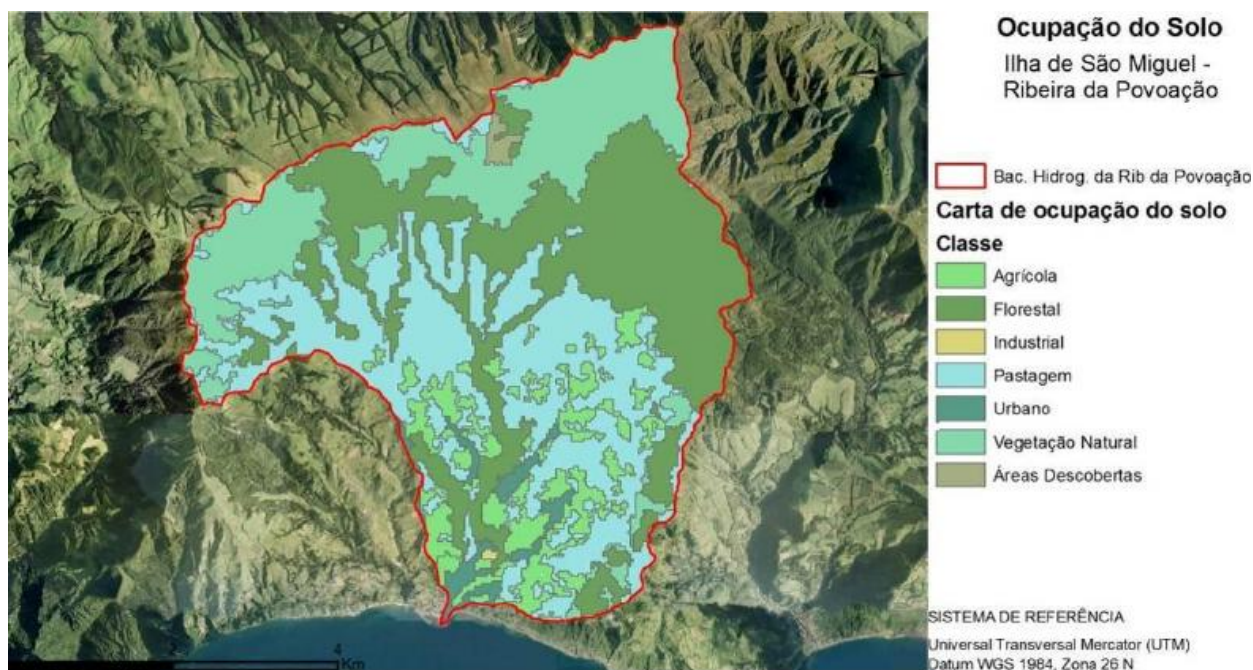 Ocupação do Solo
Ilha de São Miguel -
Ribeira da Povoação
Bac. Hidrog. da Rib da Povoação
Carta de ocupação do solo
Classe
Agrícola
Florestal
Industrial
Pastagem
Urbano
Vegetação Natural
Áreas Descobertas
SISTEMA DE REFERÊNCIA
Universal Transversal Mercator (UTM)
Datum WGS 1984, Zona 26 N
2 4
Km